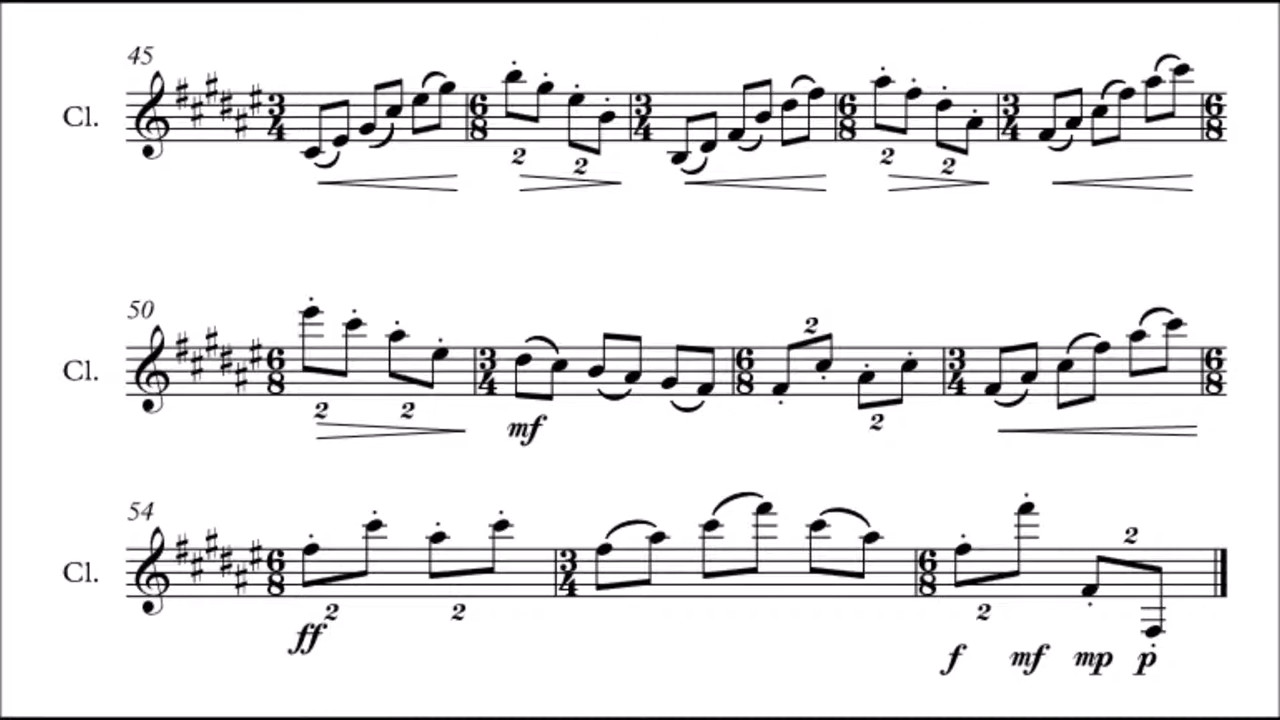 45
Cl. 3/4 6/8 3/4 6/8 3/4 6/8
2 2 2 2
50
Cl. 6/8 3/4 6/8 3/4 6/8
2
2 2 2
mf
54
Cl. 6/8 3/4 6/8
2
2 2 2
ff
f mf mp p